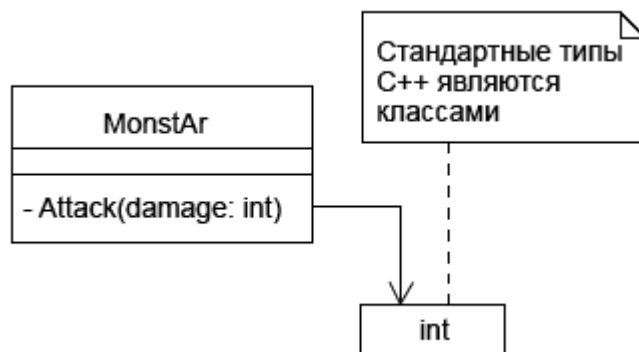 Стандартные типы
C++ являются
классами
MonstAr
- Attack(damage: int)
int